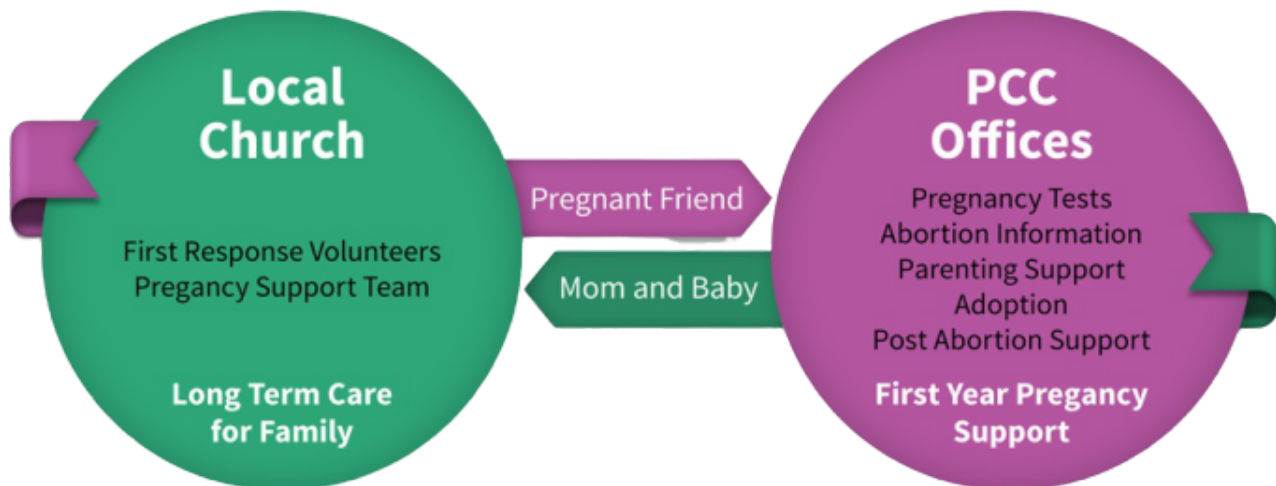 Local
Church
First Response Volunteers
Pregancy Support Team
Long Term Care
for Family
Pregnant Friend
Mom and Baby
PCC
Offices
Pregnancy Tests
Abortion Information
Parenting Support
Adoption
Post Abortion Support
First Year Pregancy
Support